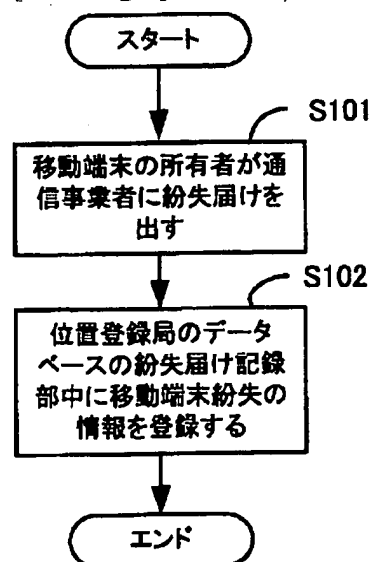 スタート
S101
移動端末の所有者が通
信事業者に紛失届けを
出す
S102
位置登録局のデータ
ベースの紛失届け記録
部中に移動端末紛失の
情報を登録する
エンド